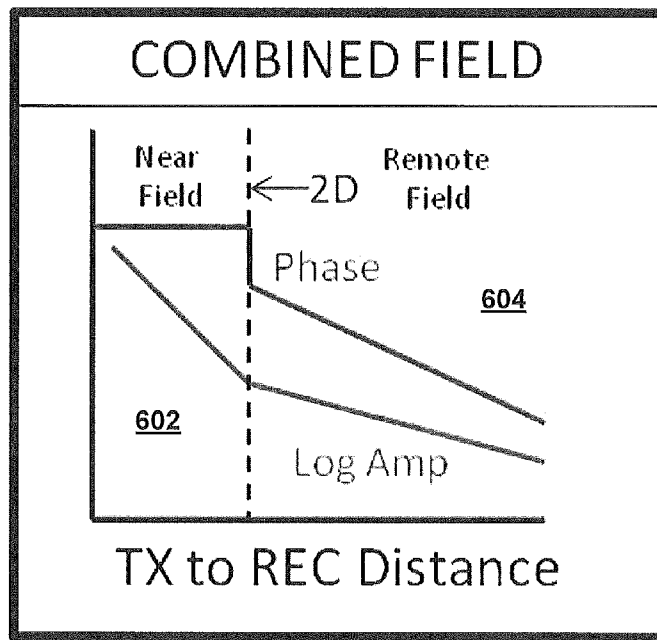 COMBINED FIELD
Near
Field
2D
Remote
Field
Phase
604
602
Log Amp
TX to REC Distance